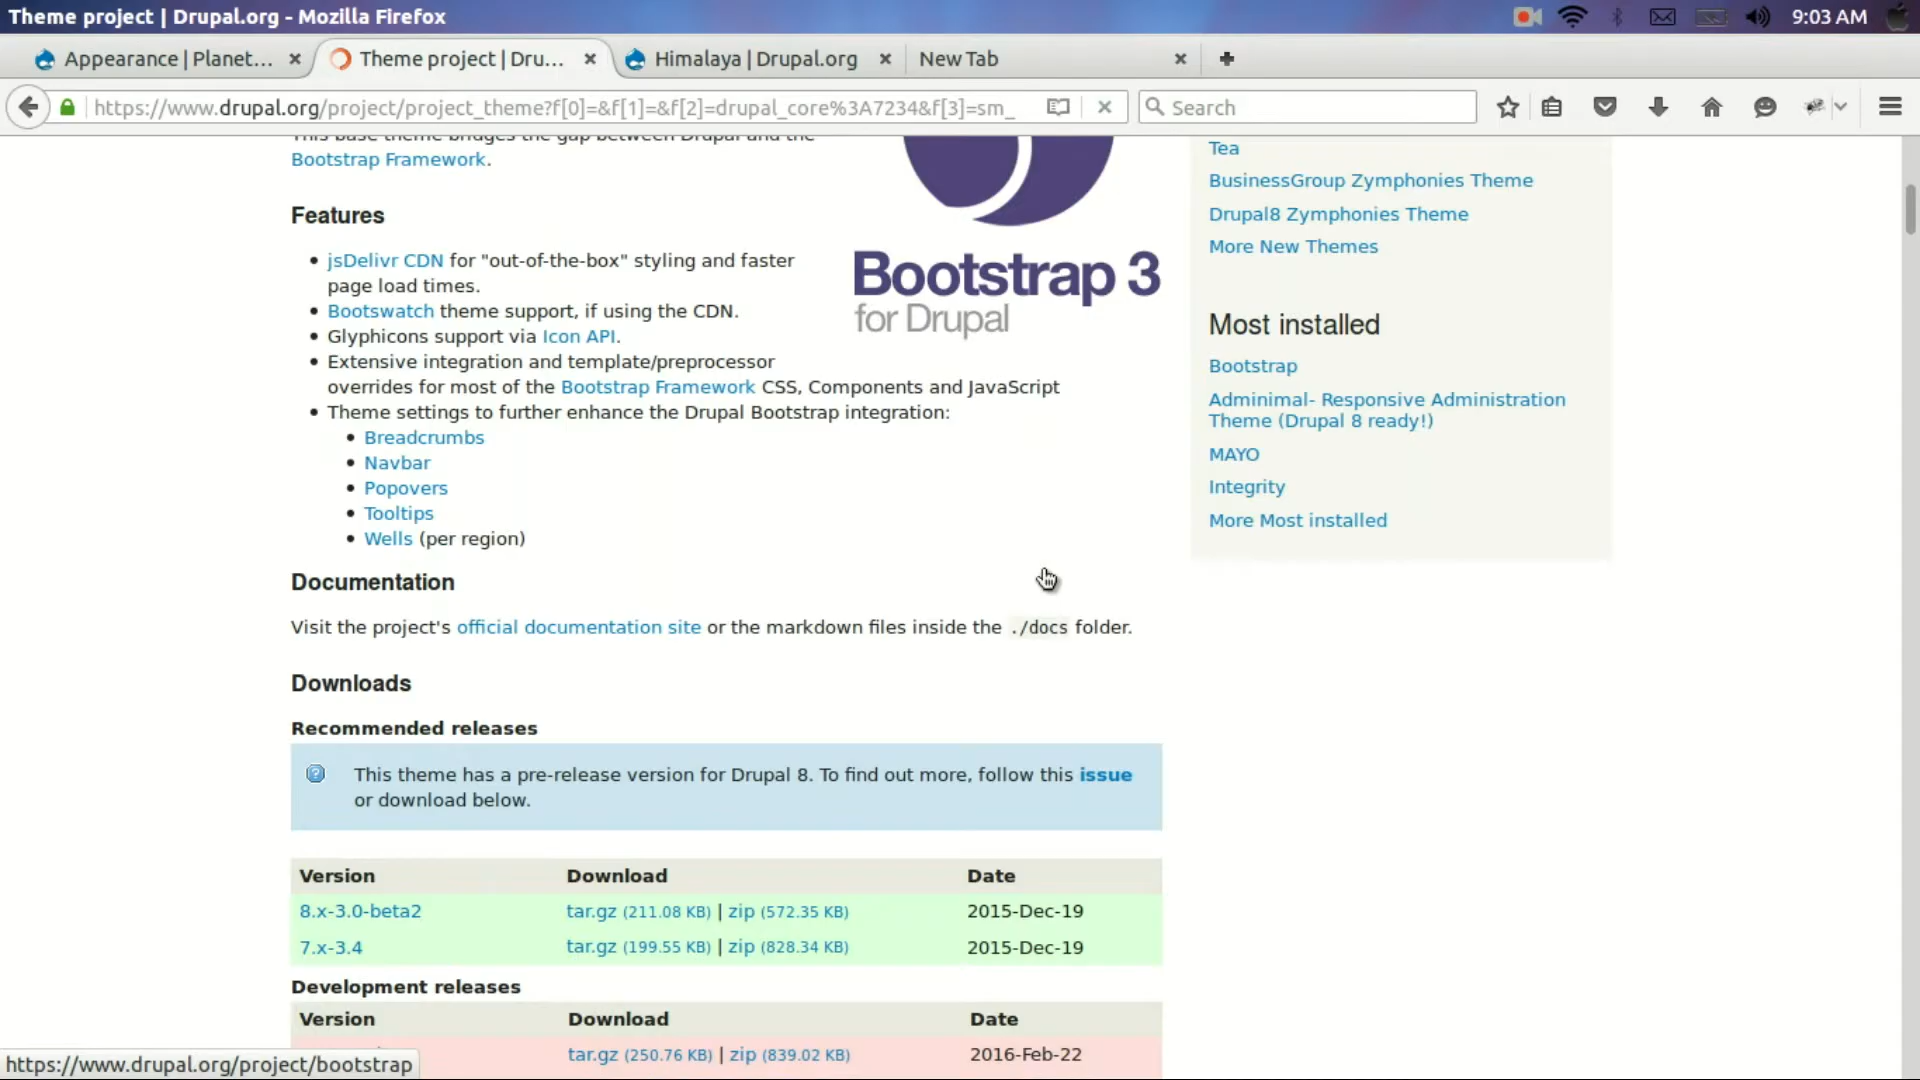 Theme project | Drupal.org - Mozilla Firefox
9:03 AM
Appearance | Planet...
Theme project | Dru...
Himalaya | Drupal.org
New Tab
https://www.drupal.org/project/project_theme?f[0]=&f[1]=&f[2]=drupal_core%3A7234&f[3]=sm_
Search
This base theme bridges the gap between Drupal and the
Bootstrap Framework.
Features
jsDelivr CDN for "out-of-the-box" styling and faster
page load times.
Bootswatch theme support, if using the CDN.
Glyphicons support via Icon API.
Extensive integration and template/preprocessor
overrides for most of the Bootstrap Framework CSS, Components and JavaScript
Theme settings to further enhance the Drupal Bootstrap integration:
Breadcrumbs
Navbar
Popovers
Tooltips
Wells (per region)
Bootstrap 3
for Drupal
Documentation
Visit the project's official documentation site or the markdown files inside the ./docs folder.
Downloads
Recommended releases
This theme has a pre-release version for Drupal 8. To find out more, follow this issue
or download below.
Version Download Date
8.x-3.0-beta2 tar.gz (211.08 KB) | zip (572.35 KB) 2015-Dec-19
7.x-3.4 tar.gz (199.55 KB) | zip (828.34 KB) 2015-Dec-19
Development releases
Version Download Date
tar.gz (250.76 KB) | zip (839.02 KB) 2016-Feb-22
Tea
BusinessGroup Zymphonies Theme
Drupal8 Zymphonies Theme
More New Themes
Most installed
Bootstrap
Adminimal- Responsive Administration
Theme (Drupal 8 ready!)
MAYO
Integrity
More Most installed
https://www.drupal.org/project/bootstrap